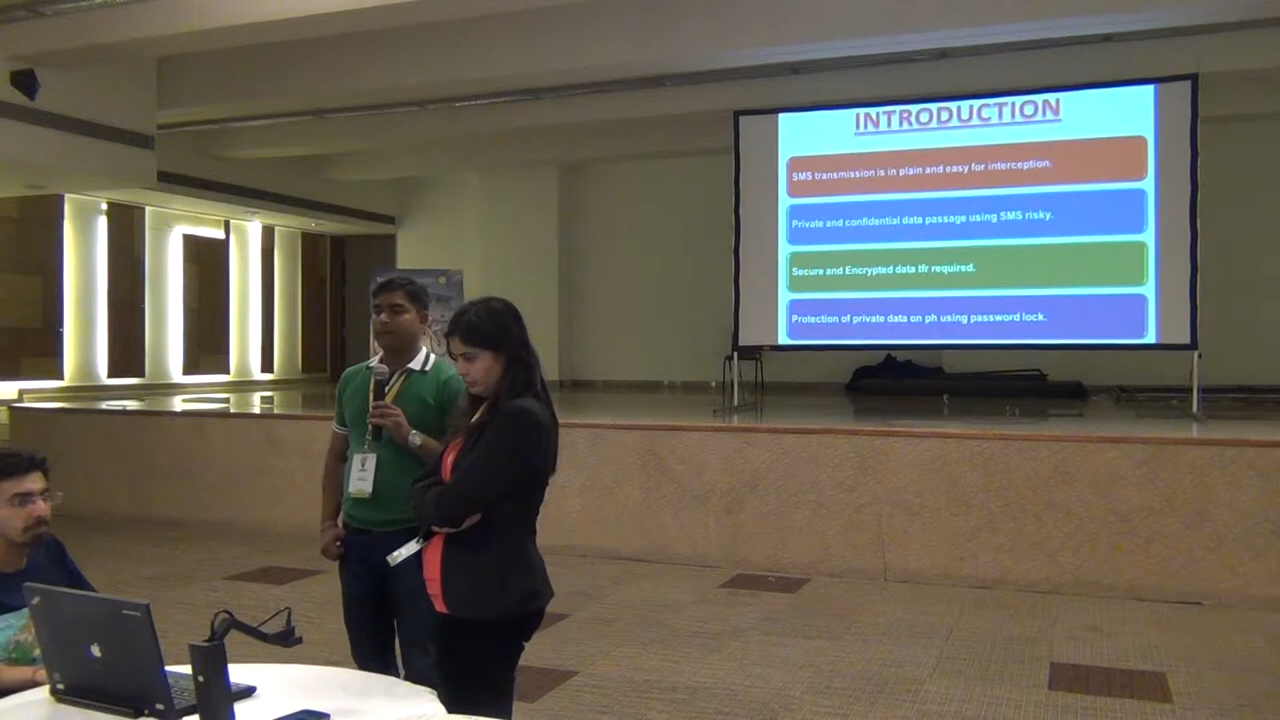 INTRODUCTION
SMS transmission is in plain and easy for interception.
Private and confidential data passage using SMS risky.
Secure and Encrypted data tfr required.
Protection of private data on ph using password lock.